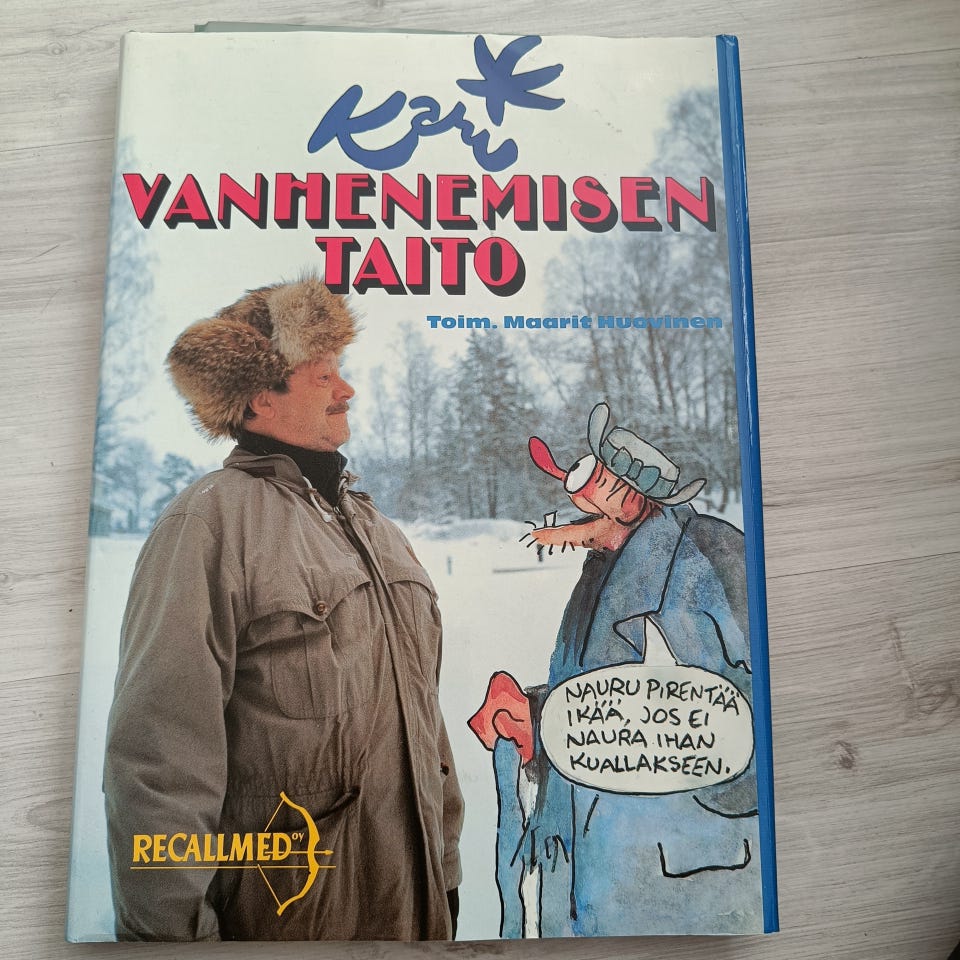 Kari
VANHENEMISEN
TAITO
Toim. Maarit Huovinen
NAURU PIRENTÄÄ
IKÄÄ, JOS EI
NAURA IHAN
KUALLAKSEEN.
RECALLMED OY